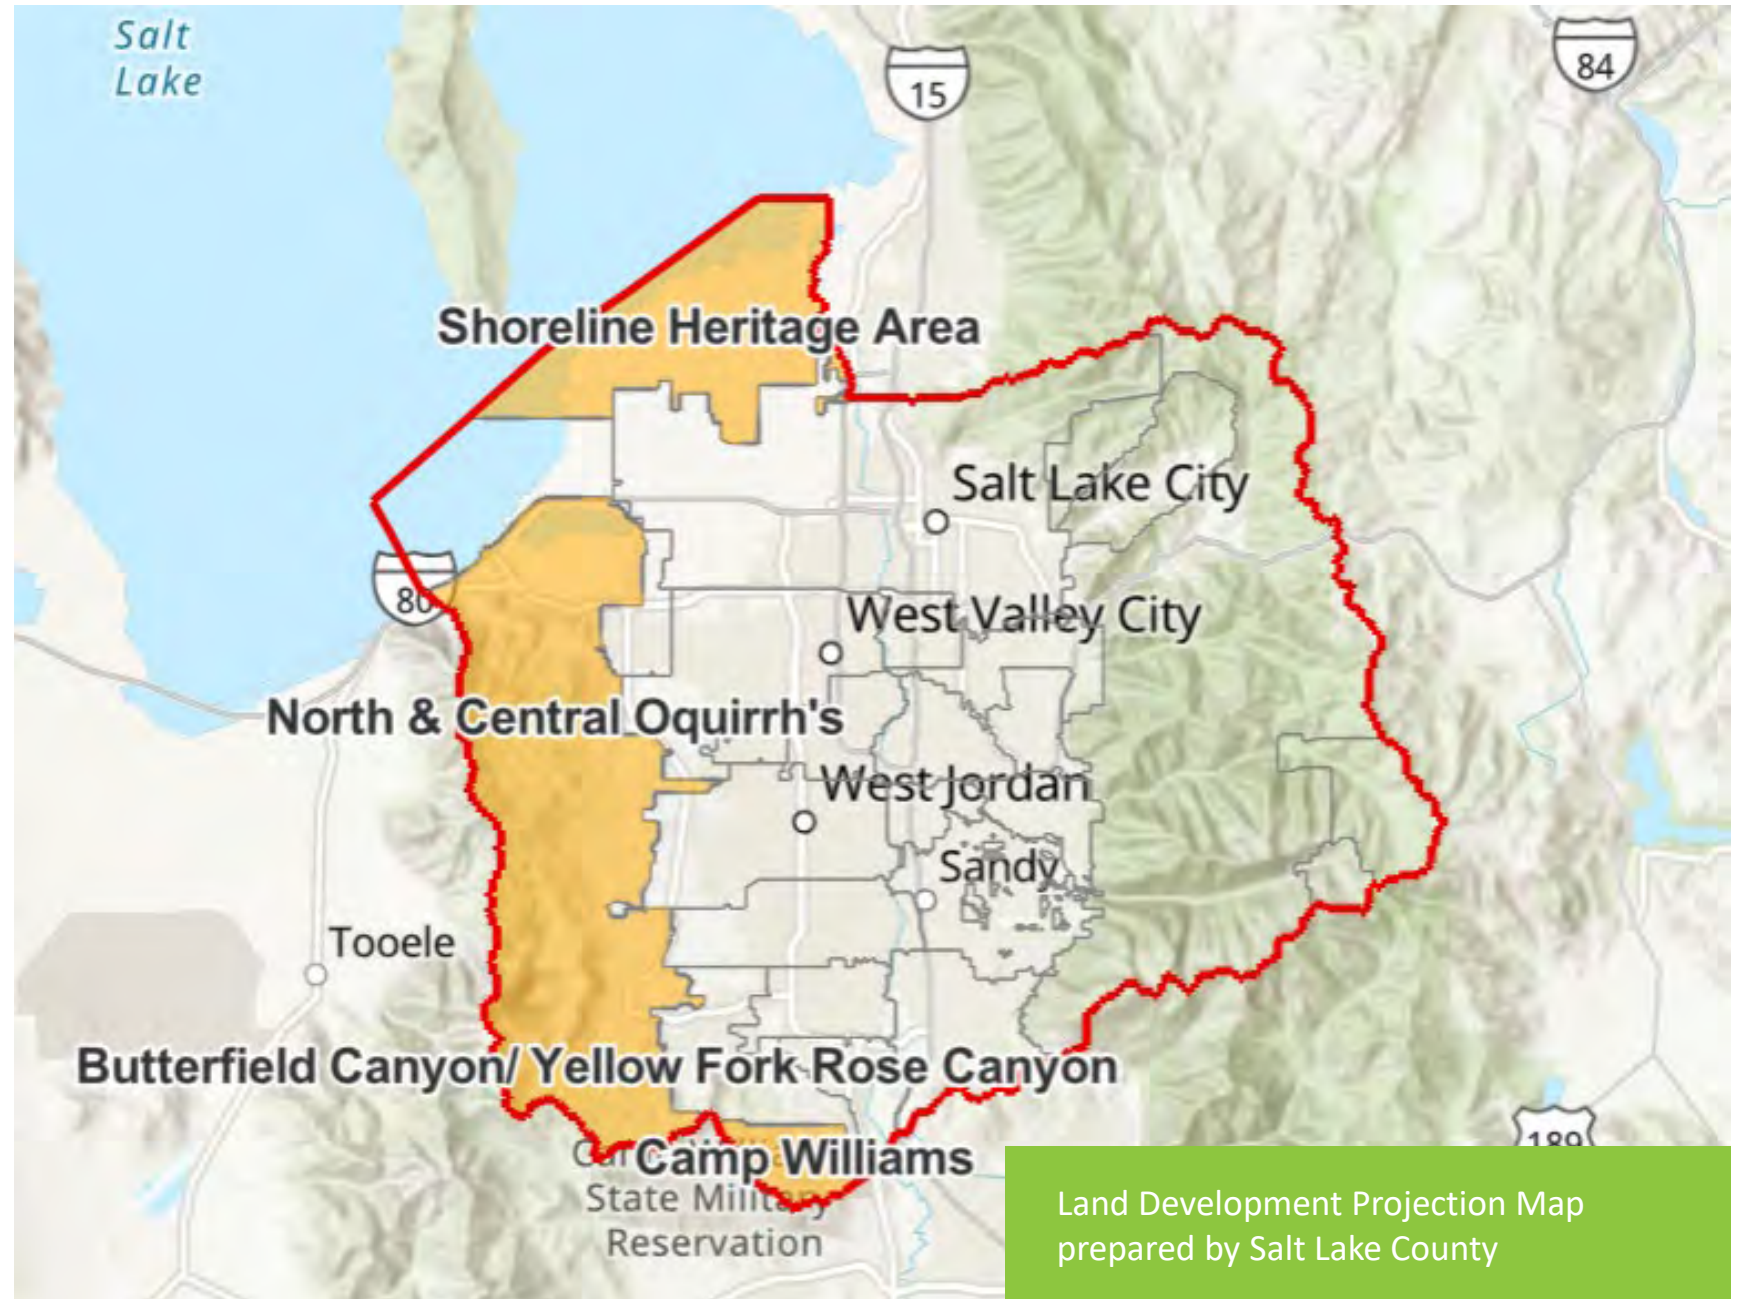 Salt
Lake
15
84
Shoreline Heritage Area
Salt Lake City
80
West Valley City
North & Central Oquirrh's
West Jordan
Sandy
Tooele
Butterfield Canyon/ Yellow Fork Rose Canyon
Camp Williams
State Military
Reservation
189
Land Development Projection Map
prepared by Salt Lake County